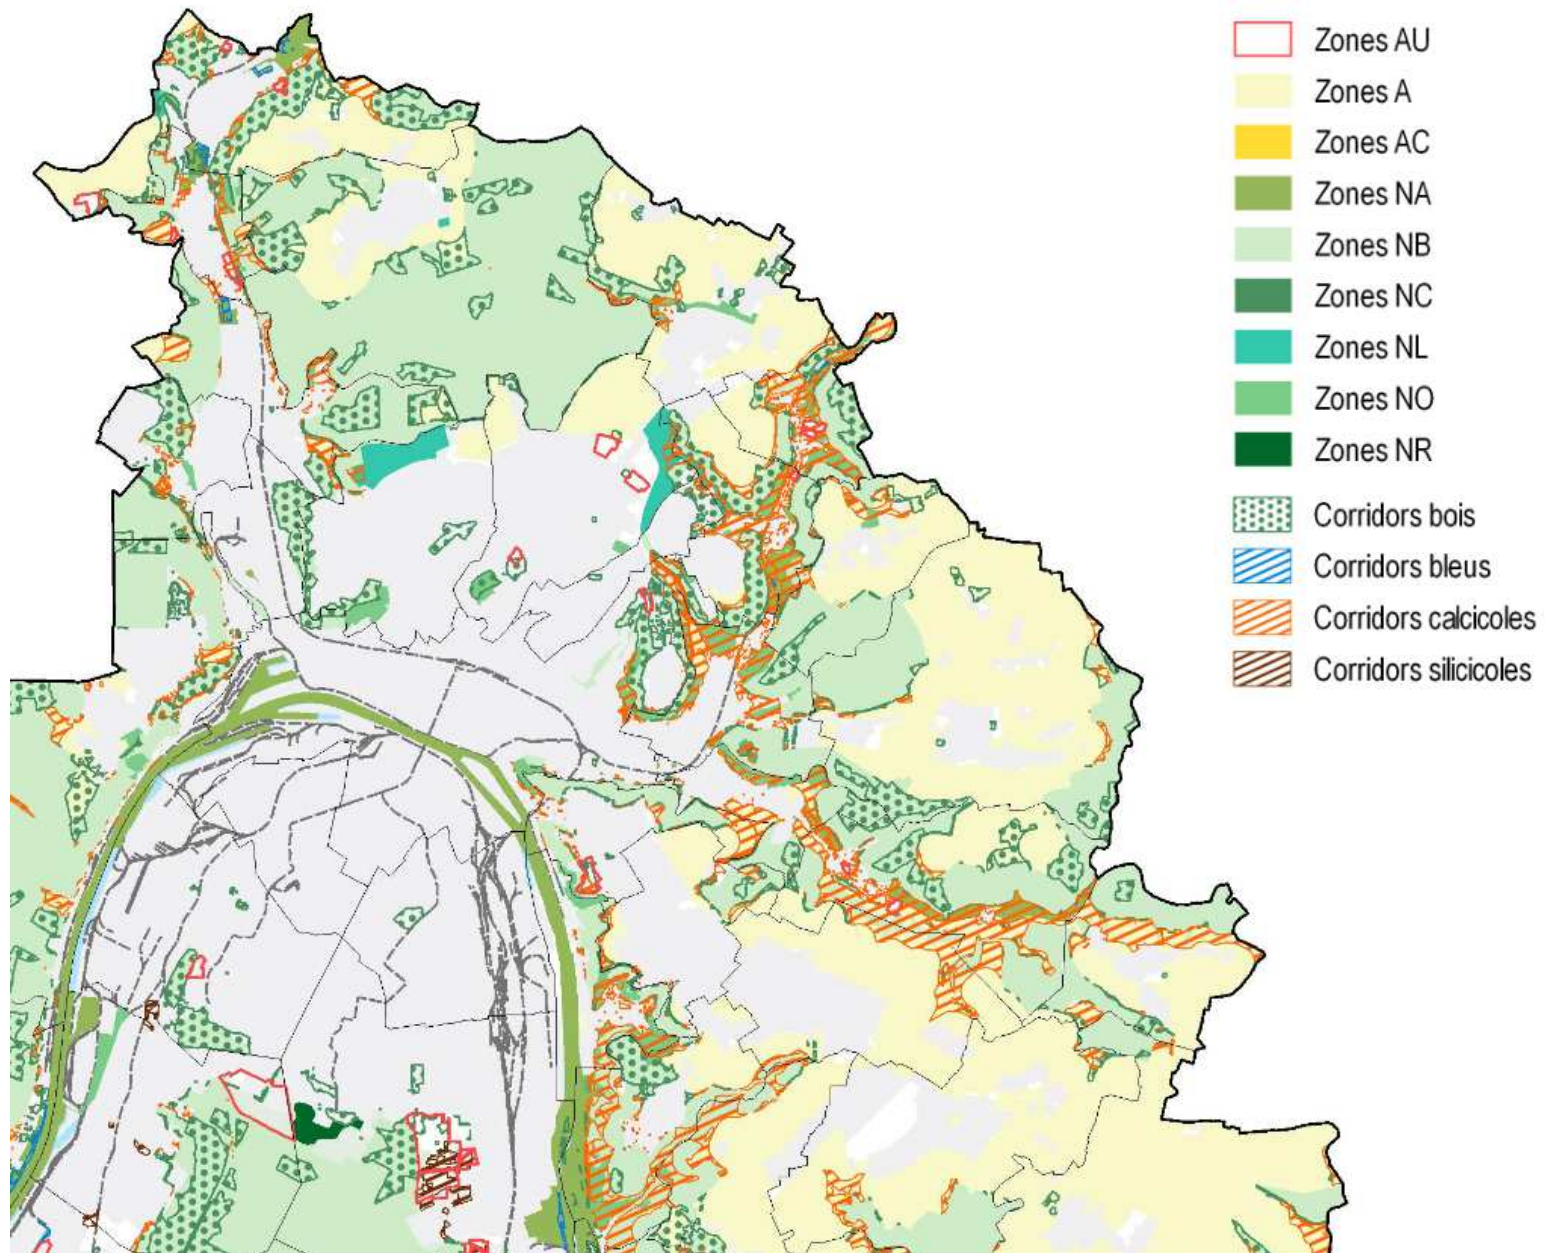 Zones AU
Zones A
Zones AC
Zones NA
Zones NB
Zones NC
Zones NL
Zones NO
Zones NR
Corridors bois
Corridors bleus
Corridors calcicoles
Corridors silicicoles